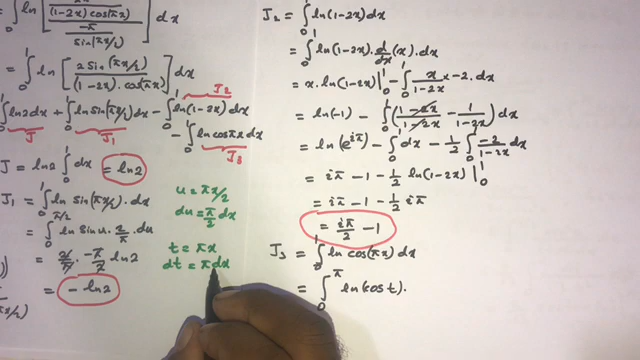 = ∫₀¹ ln [ (1-2x) cos(πx) / (-π / sin(πx/2)) ] dx
= ∫₀¹ ln [ 2 sin(πx/2) / ((1-2x).cos(πx)) ] dx
∫₀¹ ln2dx + ∫₀¹ ln sin(πx/2)dx - ∫₀¹ ln(1-2x) dx
J J₁ J₂
- ∫₀¹ ln cosπx dx
J₃
J = ln2 ∫₀¹ dx = ln2
J₁ = ∫₀¹ ln sin(πx/2).dx
= ∫₀^{π/2} ln sin u. 2/π .du
= 2/π . -π/2 ln2
= - ln2
πx/2)
u = πx/2
du = π/2 dx
t = πx
dt = π dx
J₂ = ∫₀¹ ln(1-2x) dx
= ∫₀¹ ln(1-2x). d/dx (x).dx
= x.ln(1-2x)|₀¹ - ∫₀¹ x/(1-2x) x-2.dx
= ln(-1) - ∫₀¹ ( (1-2x)/(1-2x) - 1/(1-2x) ) dx
= ln(e^{iπ}) - ∫₀¹ dx - 1/2 ∫₀¹ -2/(1-2x) dx
= iπ - 1 - 1/2 ln(1-2x) |₀¹
= iπ - 1 - 1/2 iπ
= iπ/2 - 1
J₃ = ∫₀¹ ln cos(πx) dx
= ∫₀^π ln(cos t).